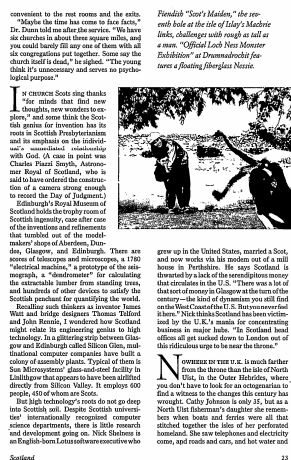 convenient to the rest rooms and the exits.
"Maybe the time has come to face facts,"
Dr. Dunn told me after the service. "We have
six churches in about three square miles, and
you could barely fill any one of them with all
six congregations put together. Some say the
church itself is dead," he sighed. "The young
think it's unnecessary and serves no psycho-
logical purpose."
IN CHURCH Scots sing thanks
"for minds that find new
thoughts, new wonders to ex-
plore," and some think the Scot-
tish genius for invention has its
roots in Scottish Presbyterianism
and its emphasis on the individ-
ual's unmediated relationship
with God. (A case in point was
Charles Piazzi Smyth, Astrono-
mer Royal of Scotland, who is
said to have ordered the construc-
tion of a camera strong enough
to record the Day of Judgment.)
Edinburgh's Royal Museum of
Scotland holds the trophy room of
Scottish ingenuity, case after case
of the inventions and refinements
that tumbled out of the model-
makers' shops of Aberdeen, Dun-
dee, Glasgow, and Edinburgh. There are
scores of telescopes and microscopes, a 1780
"electrical machine," a prototype of the seis-
mograph, a "dendrometer" for calculating
the extractable lumber from standing trees,
and hundreds of other devices to satisfy the
Scottish penchant for quantifying the world.
Recalling such thinkers as inventor James
Watt and bridge designers Thomas Telford
and John Rennie, I wondered how Scotland
might relate its engineering genius to high
technology. In a glittering strip between Glas-
gow and Edinburgh called Silicon Glen, mul-
tinational computer companies have built a
colony of assembly plants. Typical of them is
Sun Microsystems' glass-and-steel facility in
Linlithgow that appears to have been airlifted
directly from Silicon Valley. It employs 600
people, 450 of whom are Scots.
But high technology's roots do not go deep
into Scottish soil. Despite Scottish universi-
ties' internationally recognized computer
science departments, there is little research
and development going on. Nick Shelness is
an English-born Lotus software executive who
Fiendish "Scot's Maiden," the sev-
enth hole at the isle of Islay's Machrie
links, challenges with rough as tall as
a man. "Official Loch Ness Monster
Exhibition" at Drumnadrochit fea-
tures a floating fiberglass Nessie.
grew up in the United States, married a Scot,
and now works via modem out of a mill
house in Perthshire. He says Scotland is
thwarted by a lack of the serendipitous money
that circulates in the U.S. "There was a lot of
that sort of money in Glasgow at the turn of the
century—the kind of dynamism you still find
on the West Coast of the U.S. But you never feel
it here." Nick thinks Scotland has been victim-
ized by the U.K.'s mania for concentrating
business in major hubs. "In Scotland head
offices all get sucked down to London out of
this ridiculous urge to be near the throne."
NOWHERE IN THE U.K. is much farther
from the throne than the isle of North
Uist, in the Outer Hebrides, where
you don't have to look for an octogenarian to
find a witness to the changes this century has
wrought. Cathy Johnson is only 35, but as a
North Uist fisherman's daughter she remem-
bers when boats and ferries were all that
stitched together the isles of her perforated
homeland. She saw telephones and electricity
come, and roads and cars, and hot water and
Scotland
23